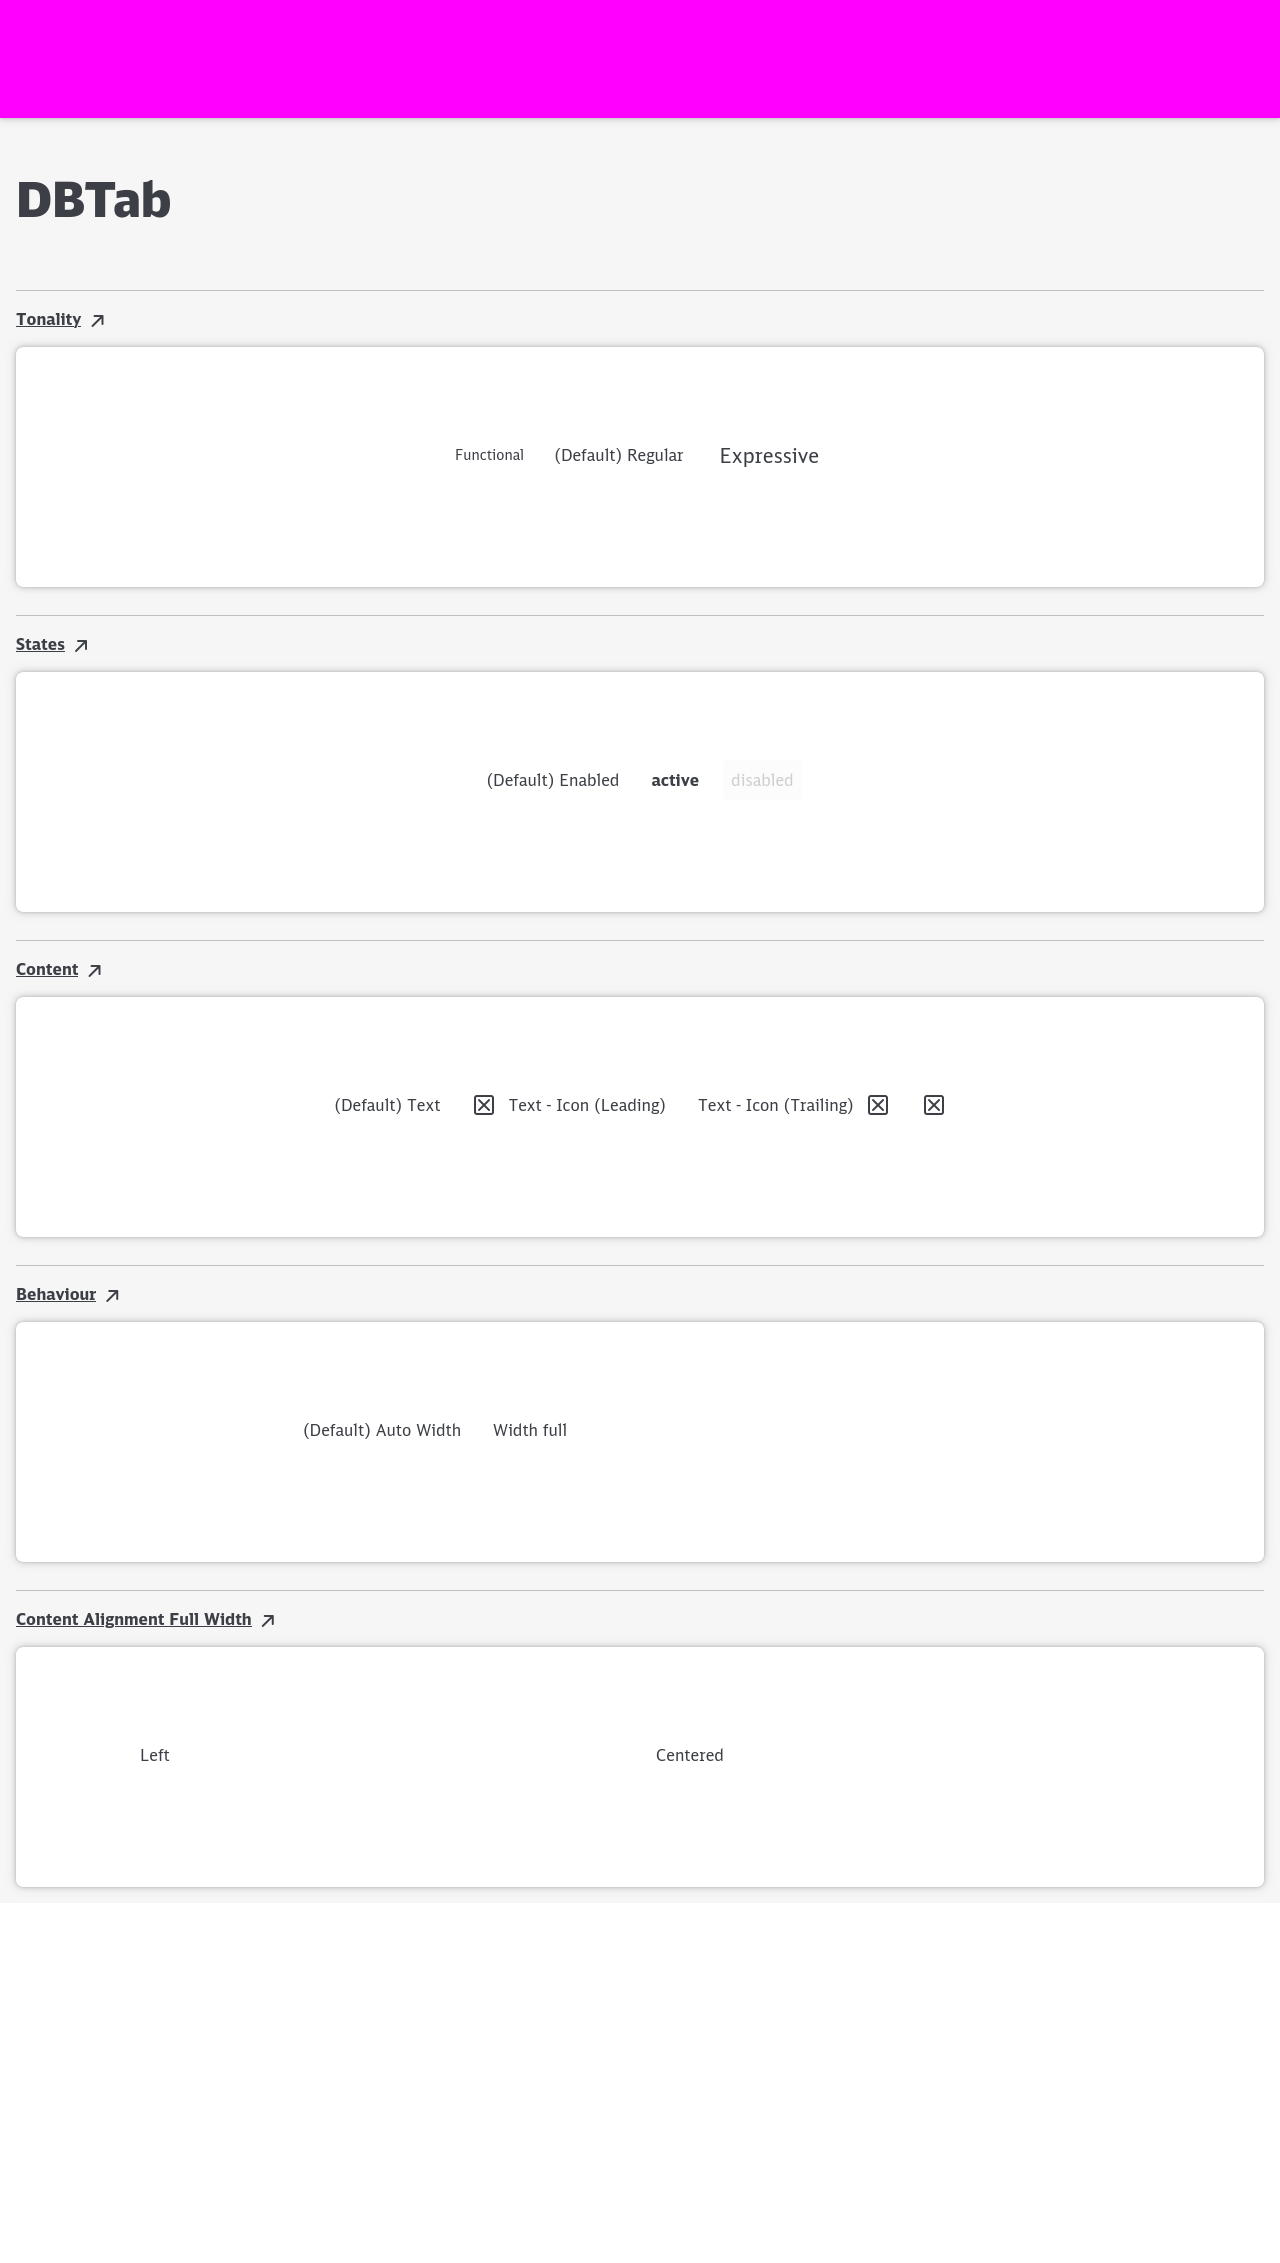 DBTab
Tonality
Functional (Default) Regular Expressive
States
(Default) Enabled active disabled
Content
(Default) Text Text - Icon (Leading) Text - Icon (Trailing)
Behaviour
(Default) Auto Width Width full
Content Alignment Full Width
Left Centered